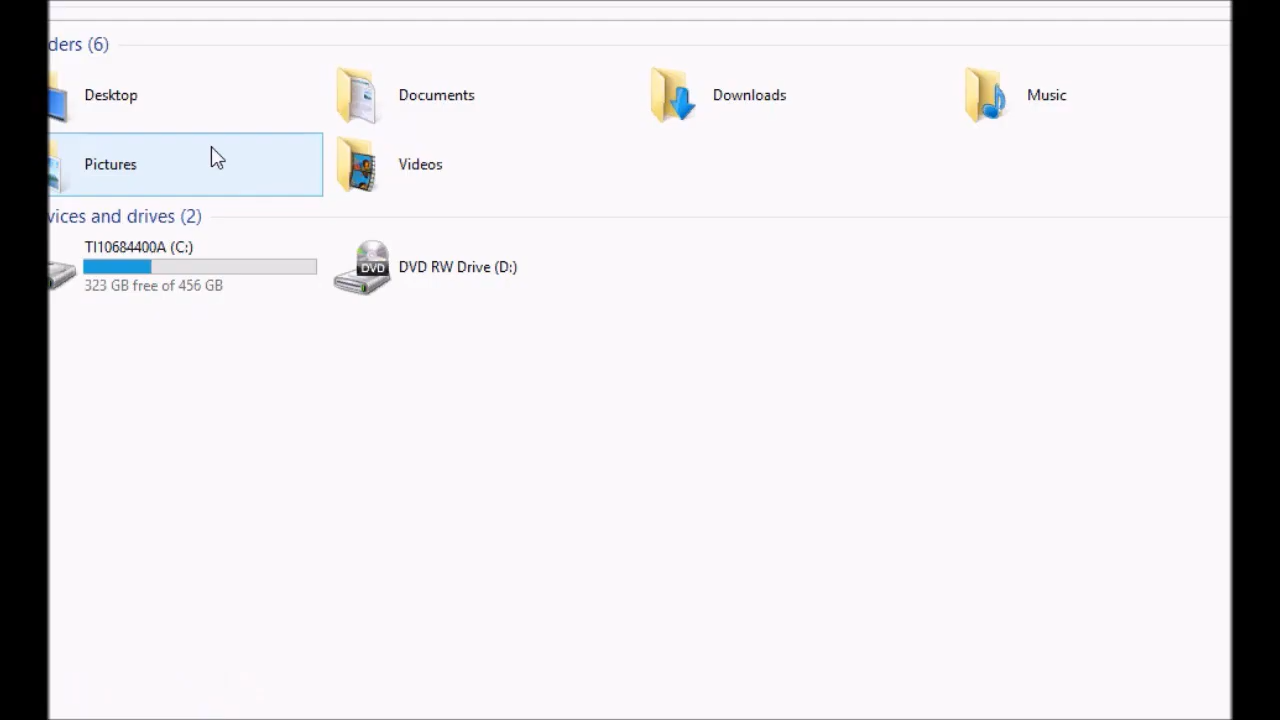 ders (6)
Desktop
Documents
Downloads
Music
Pictures
Videos
vices and drives (2)
TI10684400A (C:)
323 GB free of 456 GB
DVD
DVD RW Drive (D:)